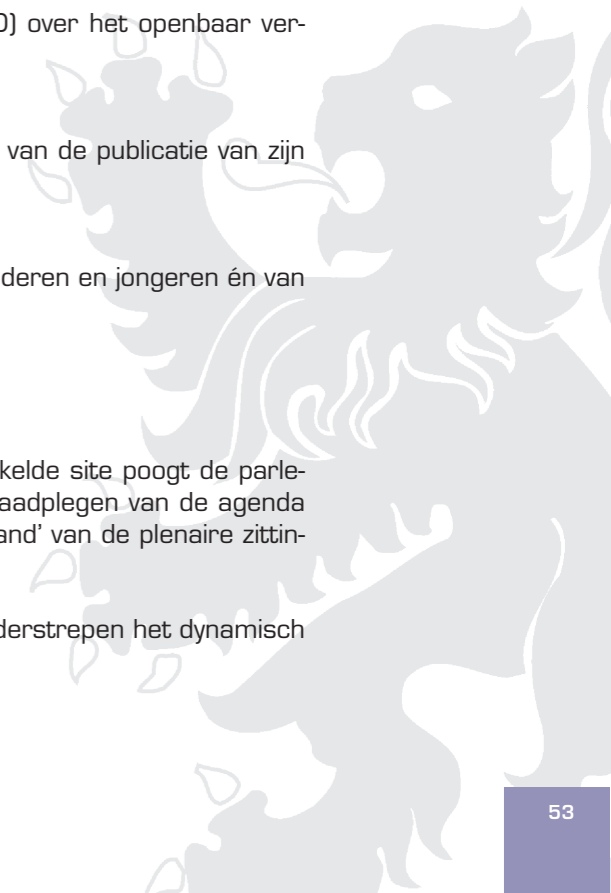 0) over het openbaar ver-
van de publicatie van zijn
deren en jongeren én van
kelde site poogt de parle-
aadplegen van de agenda
and’ van de plenaire zittin-
derstrepen het dynamisch
53